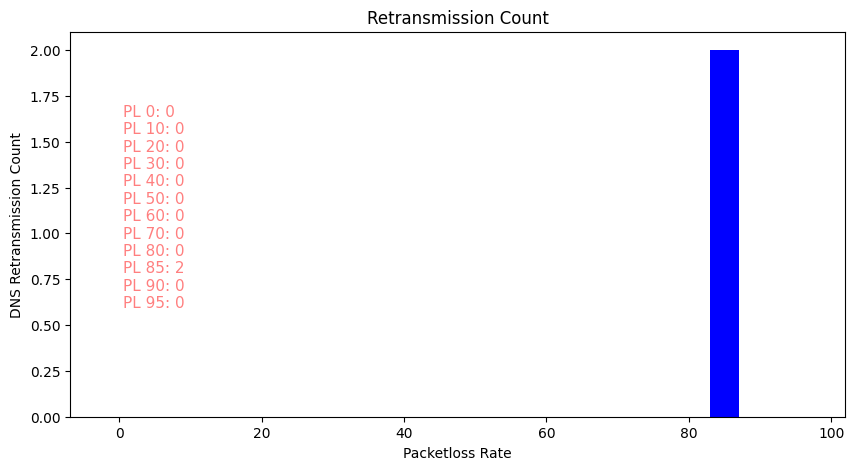 Retransmission Count
2.00
1.75
1.50
1.25
1.00
0.75
0.50
0.25
0.00
DNS Retransmission Count
PL 0: 0
PL 10: 0
PL 20: 0
PL 30: 0
PL 40: 0
PL 50: 0
PL 60: 0
PL 70: 0
PL 80: 0
PL 85: 2
PL 90: 0
PL 95: 0
0 20 40 60 80 100
Packetloss Rate